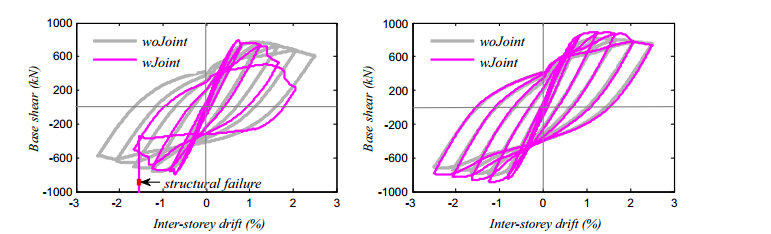 1000
600
200
-200
-600
-1000
Base shear (kN)
woJoint
wJoint
structural failure
-3 -2 -1 0 1 2 3
Inter-storey drift (%)
1000
600
200
-200
-600
-1000
Base shear (kN)
woJoint
wJoint
-3 -2 -1 0 1 2 3
Inter-storey drift (%)